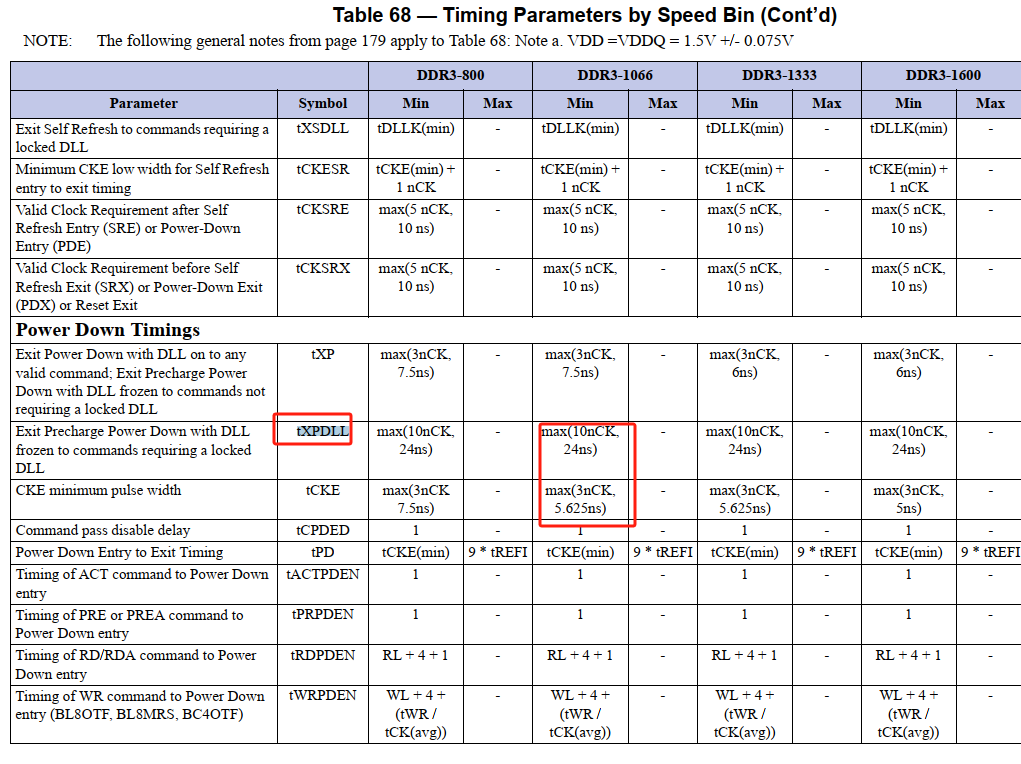 Table 68 — Timing Parameters by Speed Bin (Cont’d)
NOTE: The following general notes from page 179 apply to Table 68: Note a. VDD =VDDQ = 1.5V +/- 0.075V
DDR3-800 DDR3-1066 DDR3-1333 DDR3-1600
Parameter Symbol Min Max Min Max Min Max Min Max
Exit Self Refresh to commands requiring a tXSDLL tDLLK(min) - tDLLK(min) - tDLLK(min) - tDLLK(min) -
locked DLL
Minimum CKE low width for Self Refresh tCKESR tCKE(min) + - tCKE(min) + - tCKE(min) + - tCKE(min) + -
entry to exit timing 1 nCK 1 nCK 1 nCK 1 nCK
Valid Clock Requirement after Self tCKSRE max(5 nCK, - max(5 nCK, - max(5 nCK, - max(5 nCK, -
Refresh Entry (SRE) or Power-Down 10 ns) 10 ns) 10 ns) 10 ns)
Entry (PDE)
Valid Clock Requirement before Self tCKSRX max(5 nCK, - max(5 nCK, - max(5 nCK, - max(5 nCK, -
Refresh Exit (SRX) or Power-Down Exit 10 ns) 10 ns) 10 ns) 10 ns)
(PDX) or Reset Exit
Power Down Timings
Exit Power Down with DLL on to any tXP max(3nCK, - max(3nCK, - max(3nCK, - max(3nCK, -
valid command; Exit Precharge Power 7.5ns) 7.5ns) 6ns) 6ns)
Down with DLL frozen to commands not
requiring a locked DLL
Exit Precharge Power Down with DLL tXPDLL max(10nCK, - max(10nCK, - max(10nCK, - max(10nCK, -
frozen to commands requiring a locked 24ns) 24ns) 24ns) 24ns)
DLL
CKE minimum pulse width tCKE max(3nCK - max(3nCK, - max(3nCK, - max(3nCK, -
7.5ns) 5.625ns) 5.625ns) 5ns)
Command pass disable delay tCPDED 1 - 1 - 1 - 1 -
Power Down Entry to Exit Timing tPD tCKE(min) 9 * tREFI tCKE(min) 9 * tREFI tCKE(min) 9 * tREFI tCKE(min) 9 * tREFI
Timing of ACT command to Power Down tACTPDEN 1 - 1 - 1 - 1 -
entry
Timing of PRE or PREA command to tPRPDEN 1 - 1 - 1 - 1 -
Power Down entry
Timing of RD/RDA command to Power tRDPDEN RL + 4 + 1 - RL + 4 + 1 - RL + 4 + 1 - RL + 4 + 1 -
Down entry
Timing of WR command to Power Down tWRPDEN WL + 4 + - WL + 4 + - WL + 4 + - WL + 4 + -
entry (BL8OTF, BL8MRS, BC4OTF) (tWR / (tWR / (tWR / (tWR /
tCK(avg)) tCK(avg)) tCK(avg)) tCK(avg))